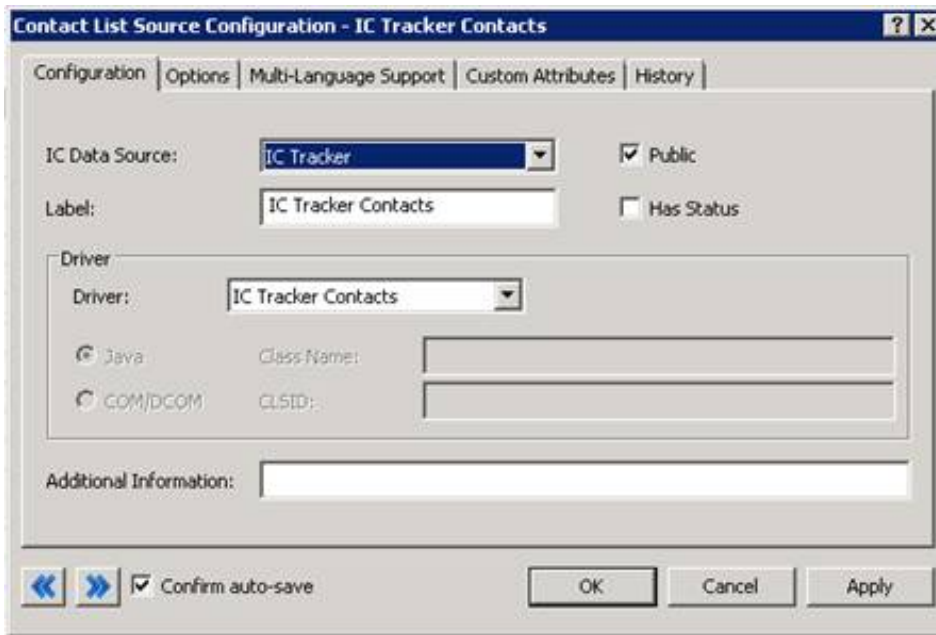 Contact List Source Configuration - IC Tracker Contacts
Configuration Options Multi-Language Support Custom Attributes History
IC Data Source: IC Tracker Public
Label: IC Tracker Contacts Has Status
Driver
Driver: IC Tracker Contacts
Java Class Name:
COM/DCOM CLSID:
Additional Information:
Confirm auto-save OK Cancel Apply